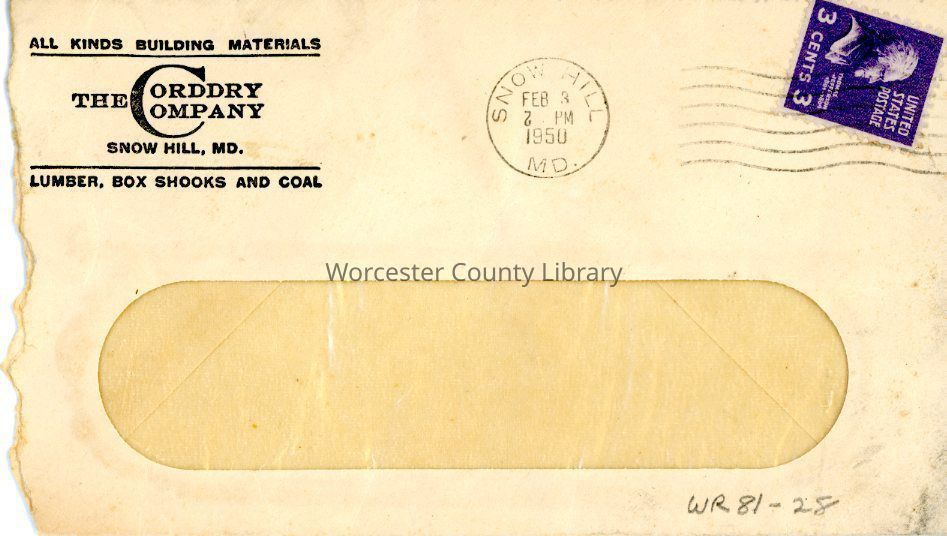 ALL KINDS BUILDING MATERIALS
THE CORDDRY COMPANY
SNOW HILL, MD.
LUMBER, BOX SHOOKS AND COAL
SNOW HILL
FEB 3
2 PM
1950
MD.
3 CENTS 3
UNITED
STATES
POSTAGE
Worcester County Library
WR 81-28